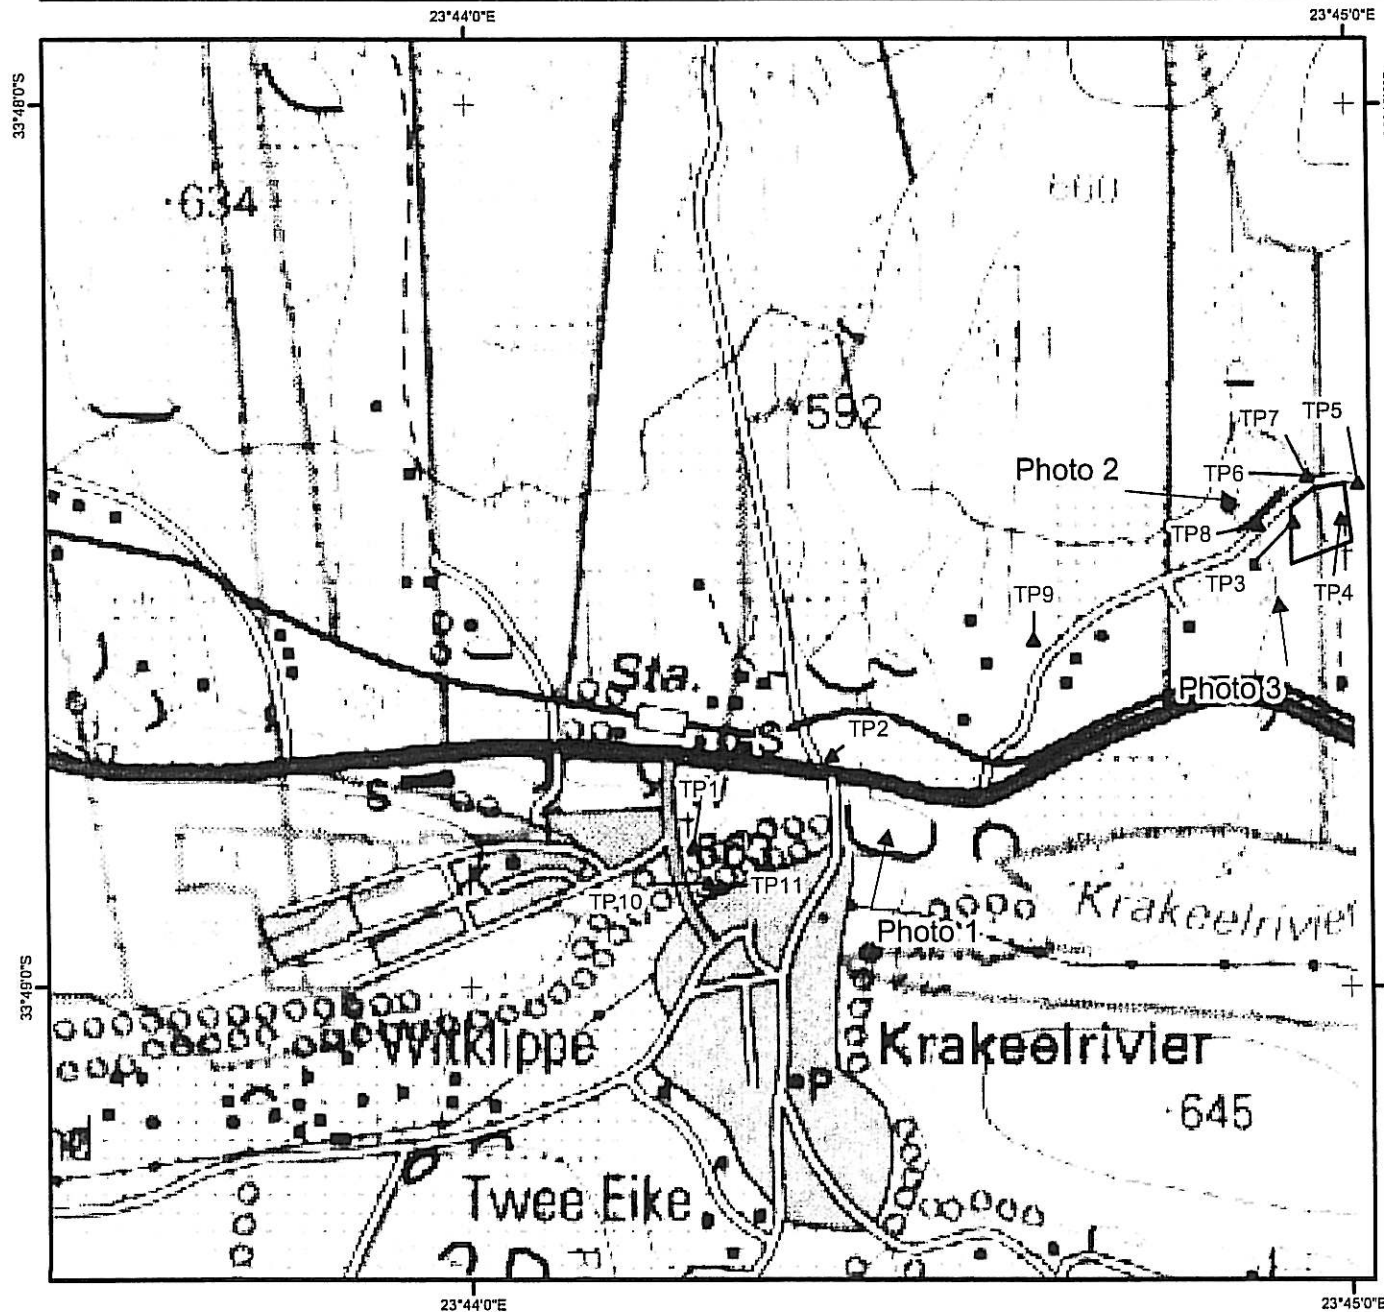 23°44'0"E
23°45'0"E
33°48'0"S
·634
660
·592
TP7
TP5
Photo 2
TP6
TP8
TP3
TP4
TP9
Sta.
Photo 3
S
TP2
S
TP1
663
K
TP10
TP11
Krakeelrivier
Photo 1
33°49'0"S
Witklippe
Krakeelrivier
P
·645
Twee Eike
23°44'0"E
23°45'0"E